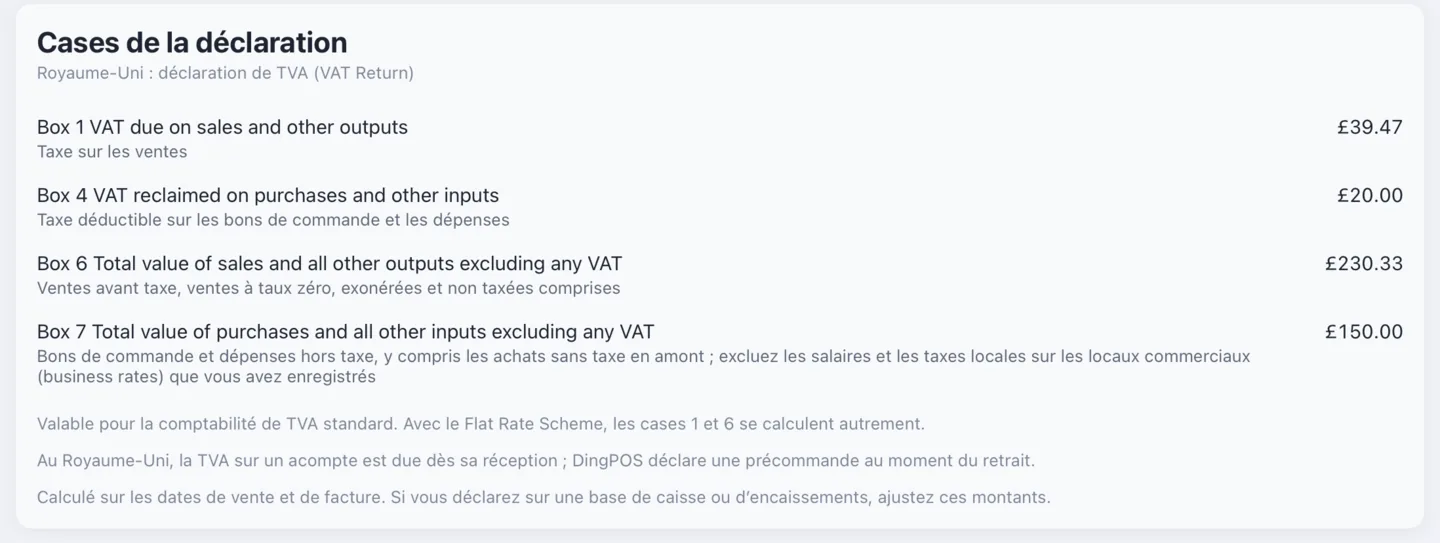 Cases de la déclaration
Royaume-Uni : déclaration de TVA (VAT Return)
Box 1 VAT due on sales and other outputs £39.47
Taxe sur les ventes
Box 4 VAT reclaimed on purchases and other inputs £20.00
Taxe déductible sur les bons de commande et les dépenses
Box 6 Total value of sales and all other outputs excluding any VAT £230.33
Ventes avant taxe, ventes à taux zéro, exonérées et non taxées comprises
Box 7 Total value of purchases and all other inputs excluding any VAT £150.00
Bons de commande et dépenses hors taxe, y compris les achats sans taxe en amont ; excluez les salaires et les taxes locales sur les locaux commerciaux
(business rates) que vous avez enregistrés
Valable pour la comptabilité de TVA standard. Avec le Flat Rate Scheme, les cases 1 et 6 se calculent autrement.
Au Royaume-Uni, la TVA sur un acompte est due dès sa réception ; DingPOS déclare une précommande au moment du retrait.
Calculé sur les dates de vente et de facture. Si vous déclarez sur une base de caisse ou d’encaissements, ajustez ces montants.